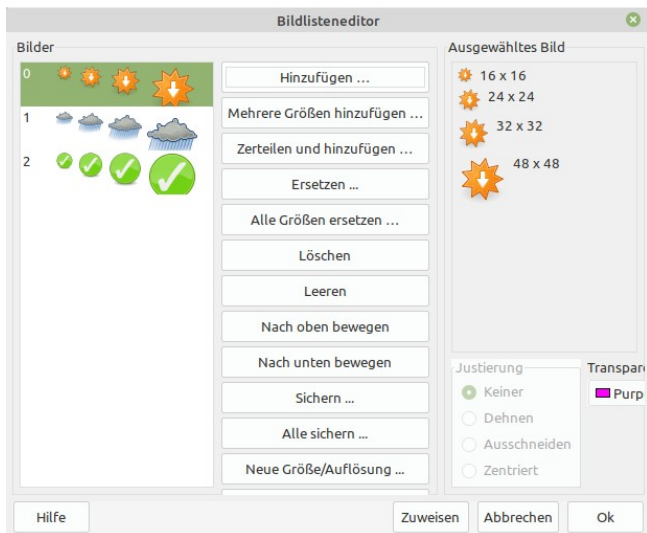 Bildlisteneditor
Bilder
0
1
2
Hinzufügen ...
Mehrere Größen hinzufügen ...
Zerteilen und hinzufügen ...
Ersetzen ...
Alle Größen ersetzen ...
Löschen
Leeren
Nach oben bewegen
Nach unten bewegen
Sichern ...
Alle sichern ...
Neue Größe/Auflösung ...
Ausgewähltes Bild
16 x 16
24 x 24
32 x 32
48 x 48
Justierung
Keiner
Dehnen
Ausschneiden
Zentriert
Transpar
Purp
Hilfe
Zuweisen
Abbrechen
Ok